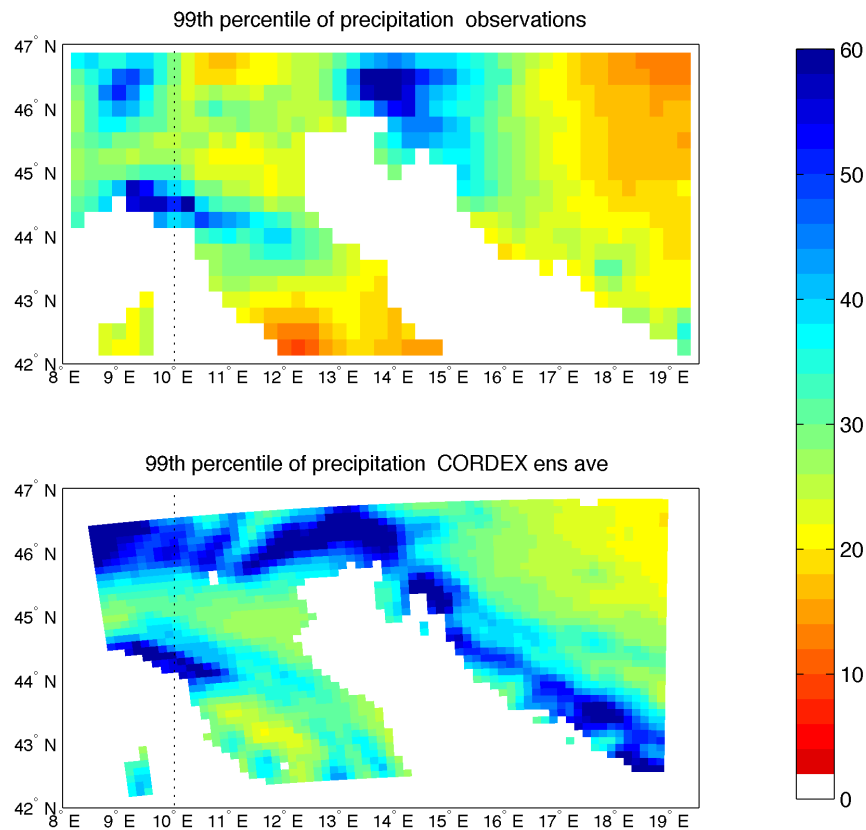 99th percentile of precipitation observations
47° N
46° N
45° N
44° N
43° N
42° N
8° E 9° E 10° E 11° E 12° E 13° E 14° E 15° E 16° E 17° E 18° E 19° E
99th percentile of precipitation CORDEX ens ave
47° N
46° N
45° N
44° N
43° N
42° N
8° E 9° E 10° E 11° E 12° E 13° E 14° E 15° E 16° E 17° E 18° E 19° E
60
50
40
30
20
10
0